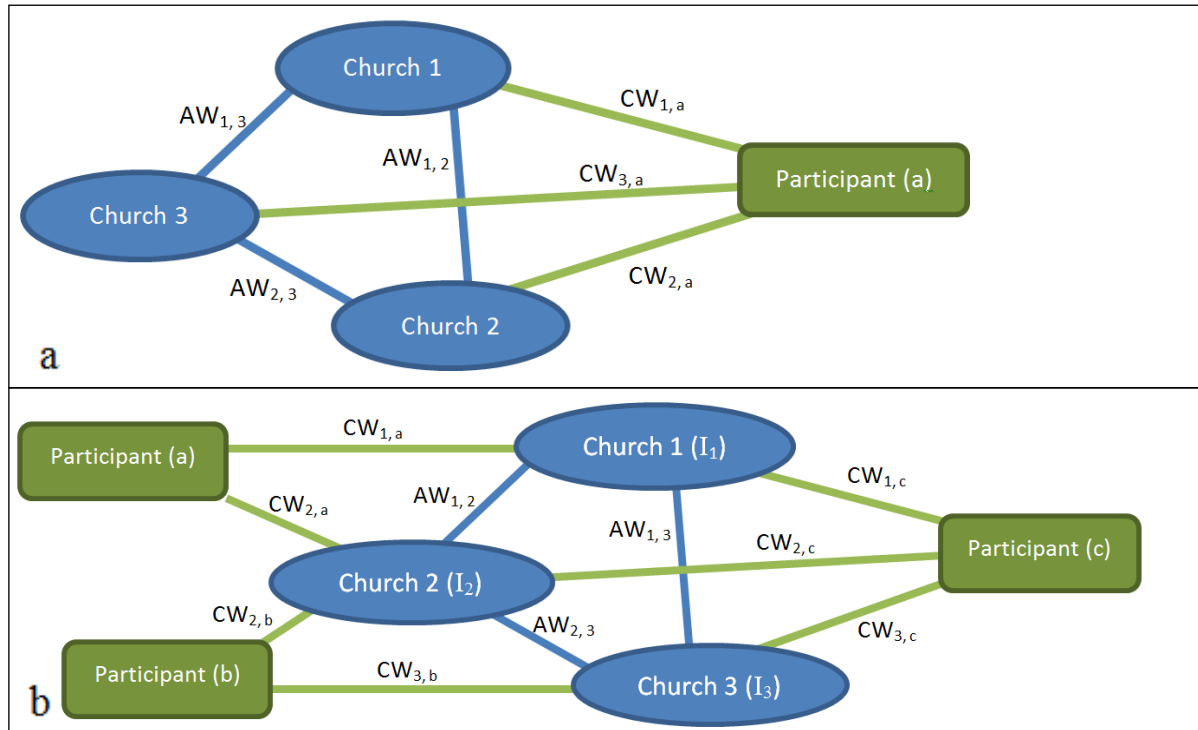 Church 1
CW1, a
AW1, 3
AW1, 2
CW3, a
Participant (a)
Church 3
AW2, 3
CW2, a
Church 2
a
Participant (a)
CW1, a
Church 1 (I1)
CW1, c
CW2, a
AW1, 2
AW1, 3
CW2, c
Participant (c)
Church 2 (I2)
CW2, b
AW2, 3
CW3, c
Participant (b)
CW3, b
Church 3 (I3)
b